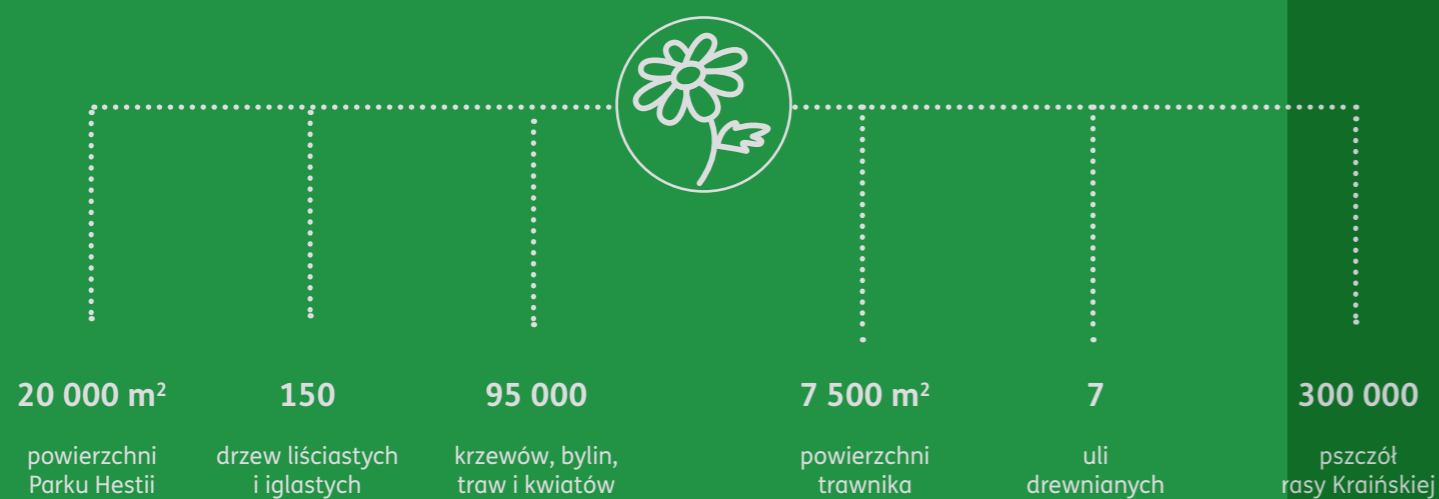 20 000 m²
powierzchni
Parku Hestii
150
drzew liściastych
i iglastych
95 000
krzewów, bylin,
traw i kwiatów
7 500 m²
powierzchni
trawnika
7
uli
drewnianych
300 000
pszczół
rasy Kraińskiej